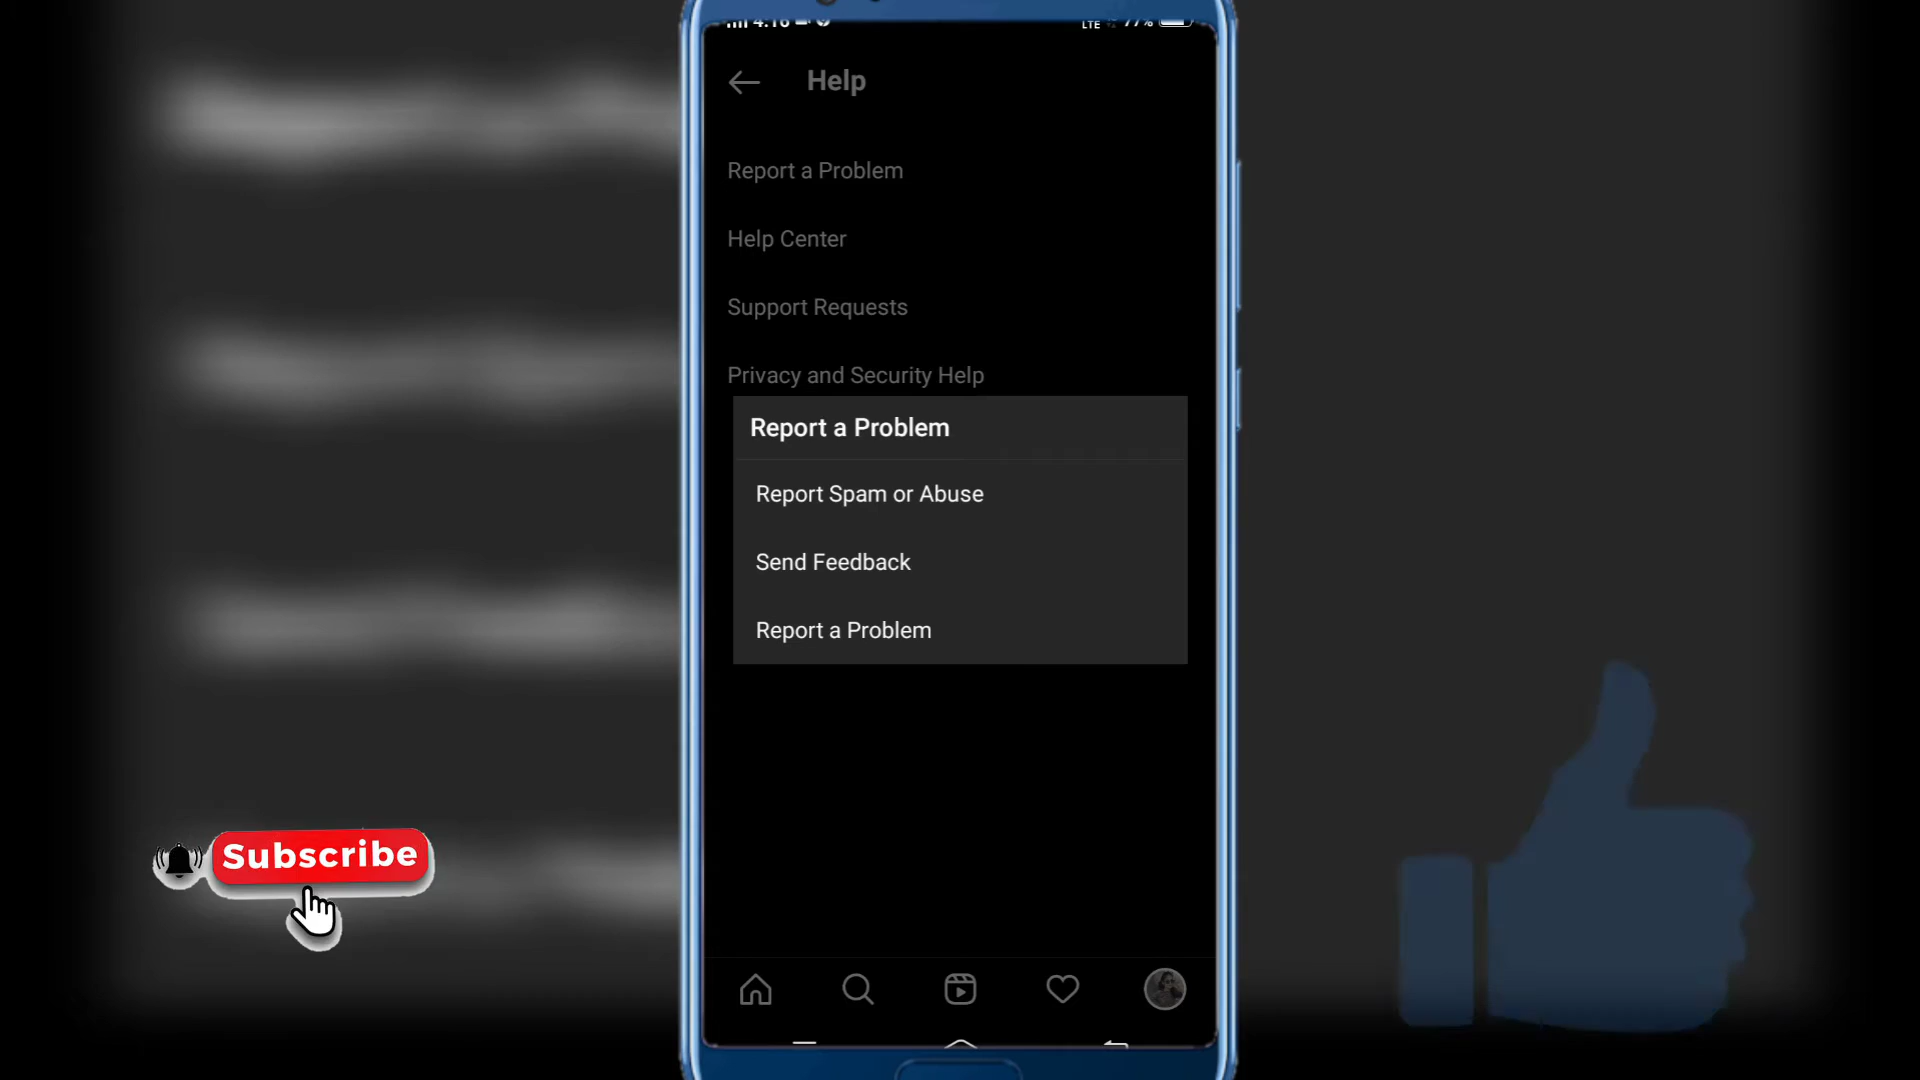 LTE
Help
Report a Problem
Help Center
Support Requests
Privacy and Security Help
Report a Problem
Report Spam or Abuse
Send Feedback
Report a Problem
Subscribe